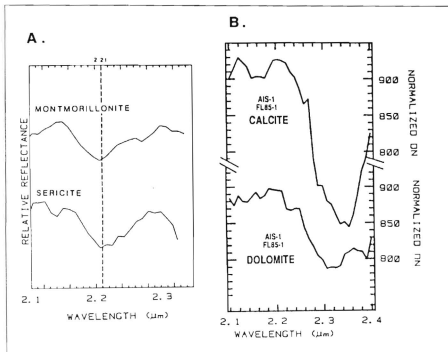 A.
2.21
MONTMORILLONITE
SERICITE
RELATIVE REFLECTANCE
2.1 2.2 2.3
WAVELENGTH (μm)
B.
AIS-1
FL85-1
CALCITE
900
850
800
NORMALIZED DN
AIS-1
FL85-1
DOLOMITE
900
850
800
NORMALIZED DN
2.1 2.2 2.3 2.4
WAVELENGTH (μm)